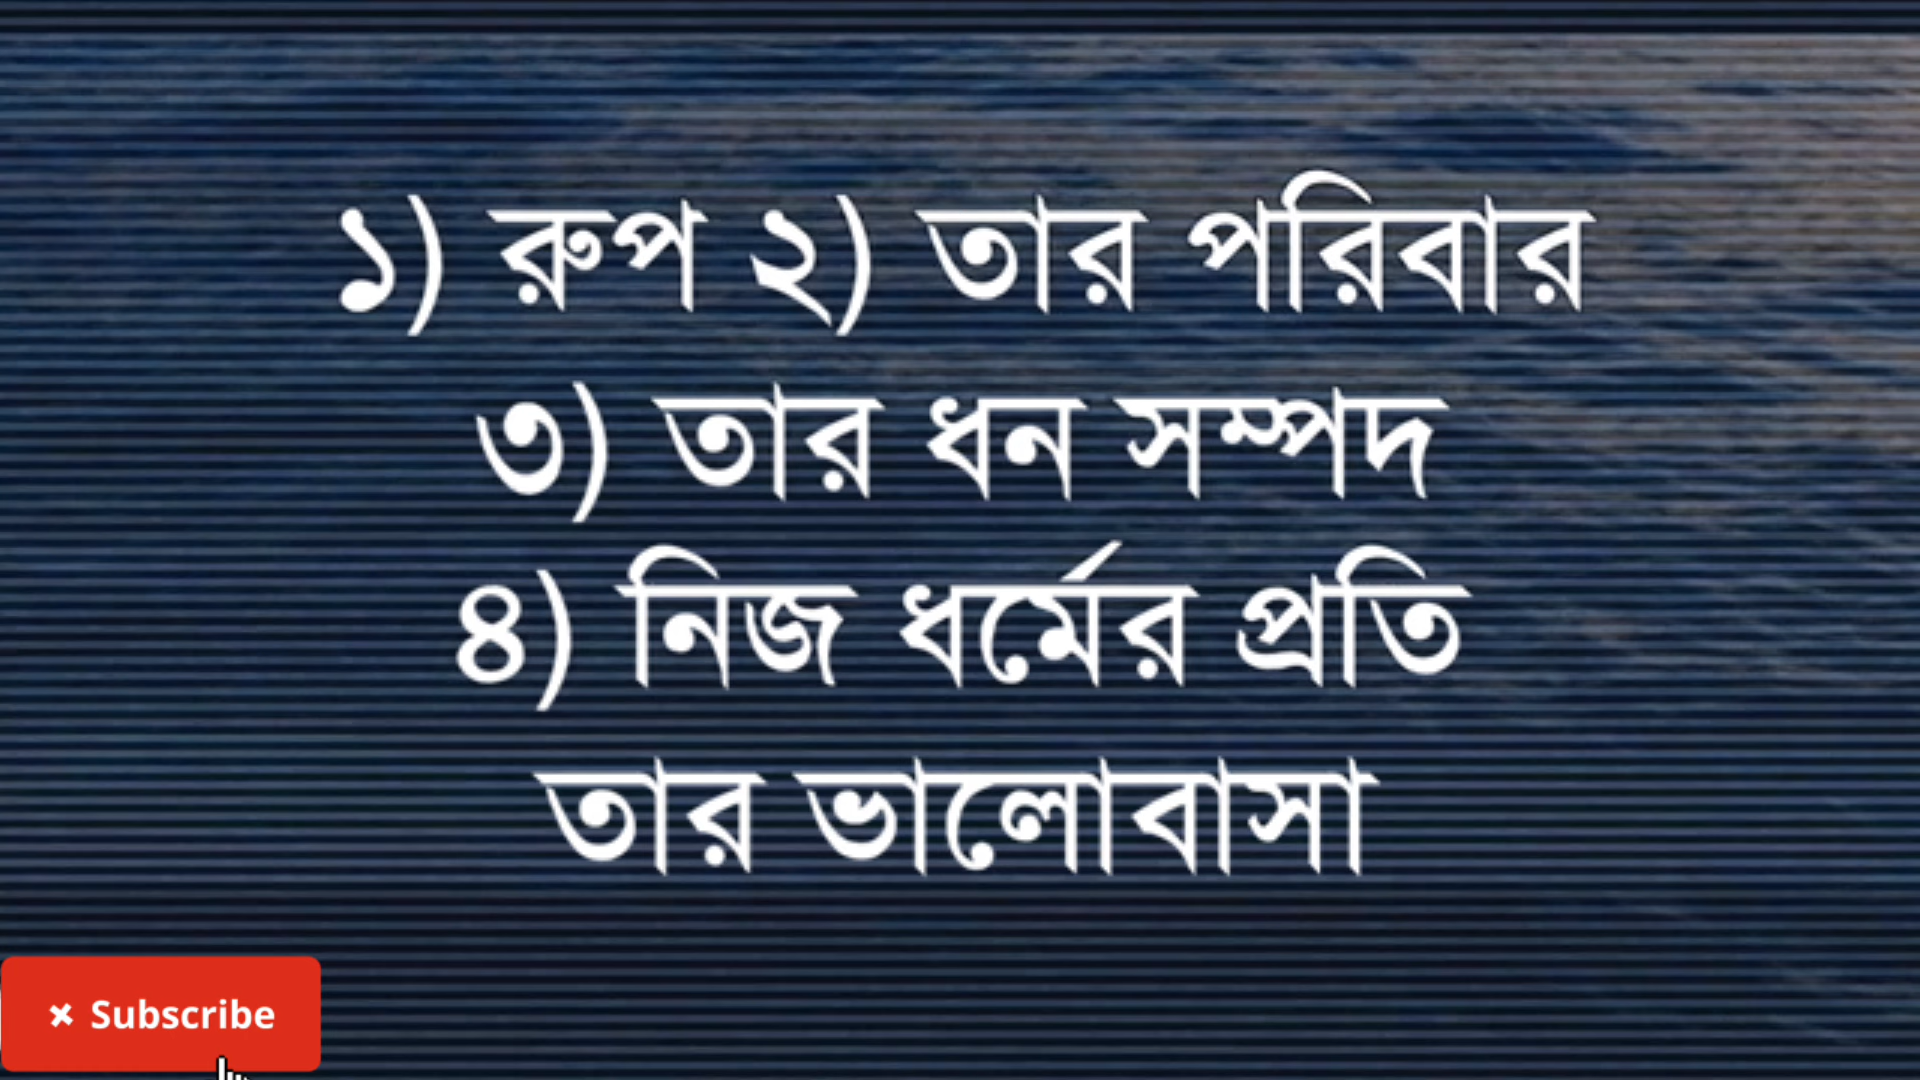 ১) রুপ ২) তার পরিবার
৩) তার ধন সম্পদ
৪) নিজ ধর্মের প্রতি
তার ভালোবাসা
× Subscribe